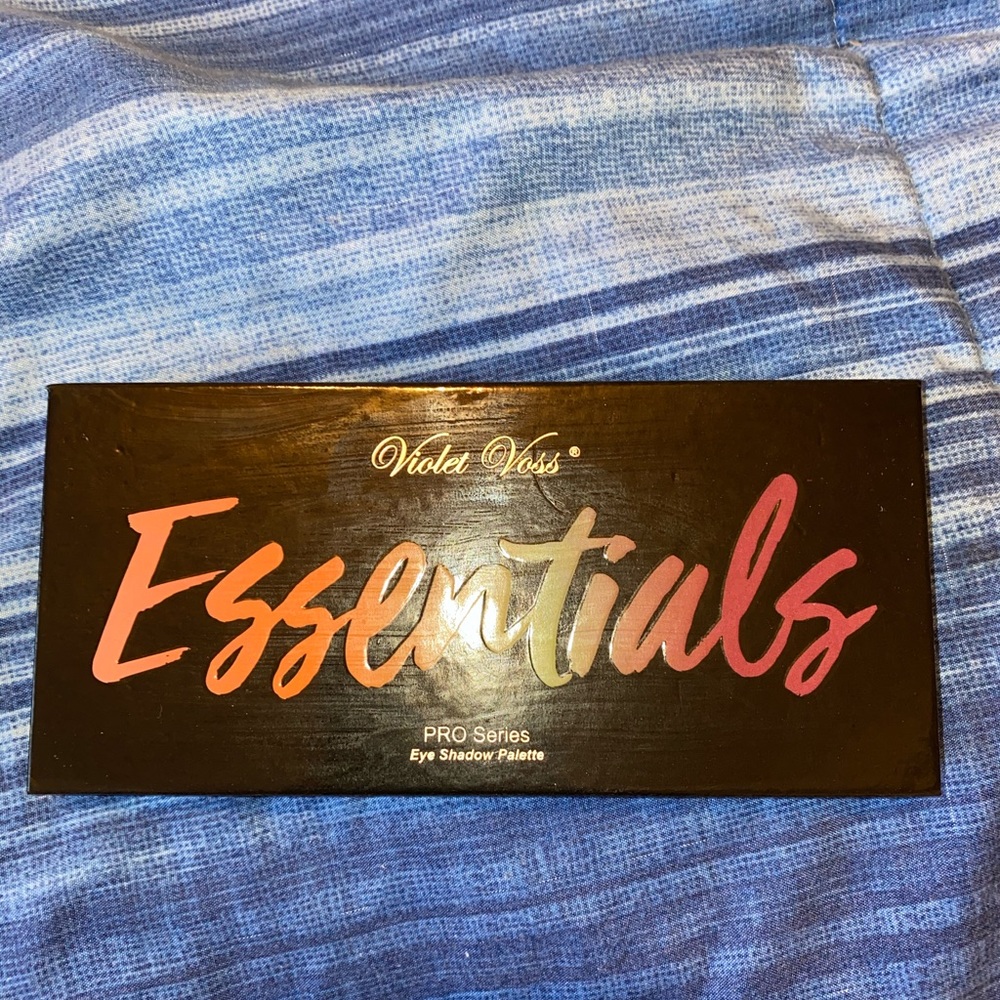 Violet Voss®
Essentials
PRO Series
Eye Shadow Palette